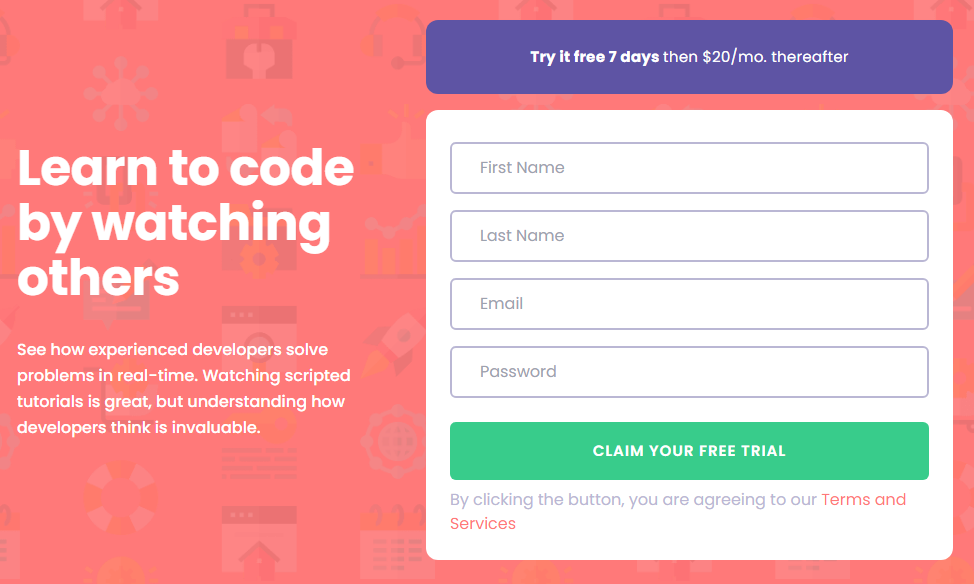 Learn to code
by watching
others
See how experienced developers solve
problems in real-time. Watching scripted
tutorials is great, but understanding how
developers think is invaluable.
Try it free 7 days then $20/mo. thereafter
First Name
Last Name
Email
Password
CLAIM YOUR FREE TRIAL
By clicking the button, you are agreeing to our Terms and
Services